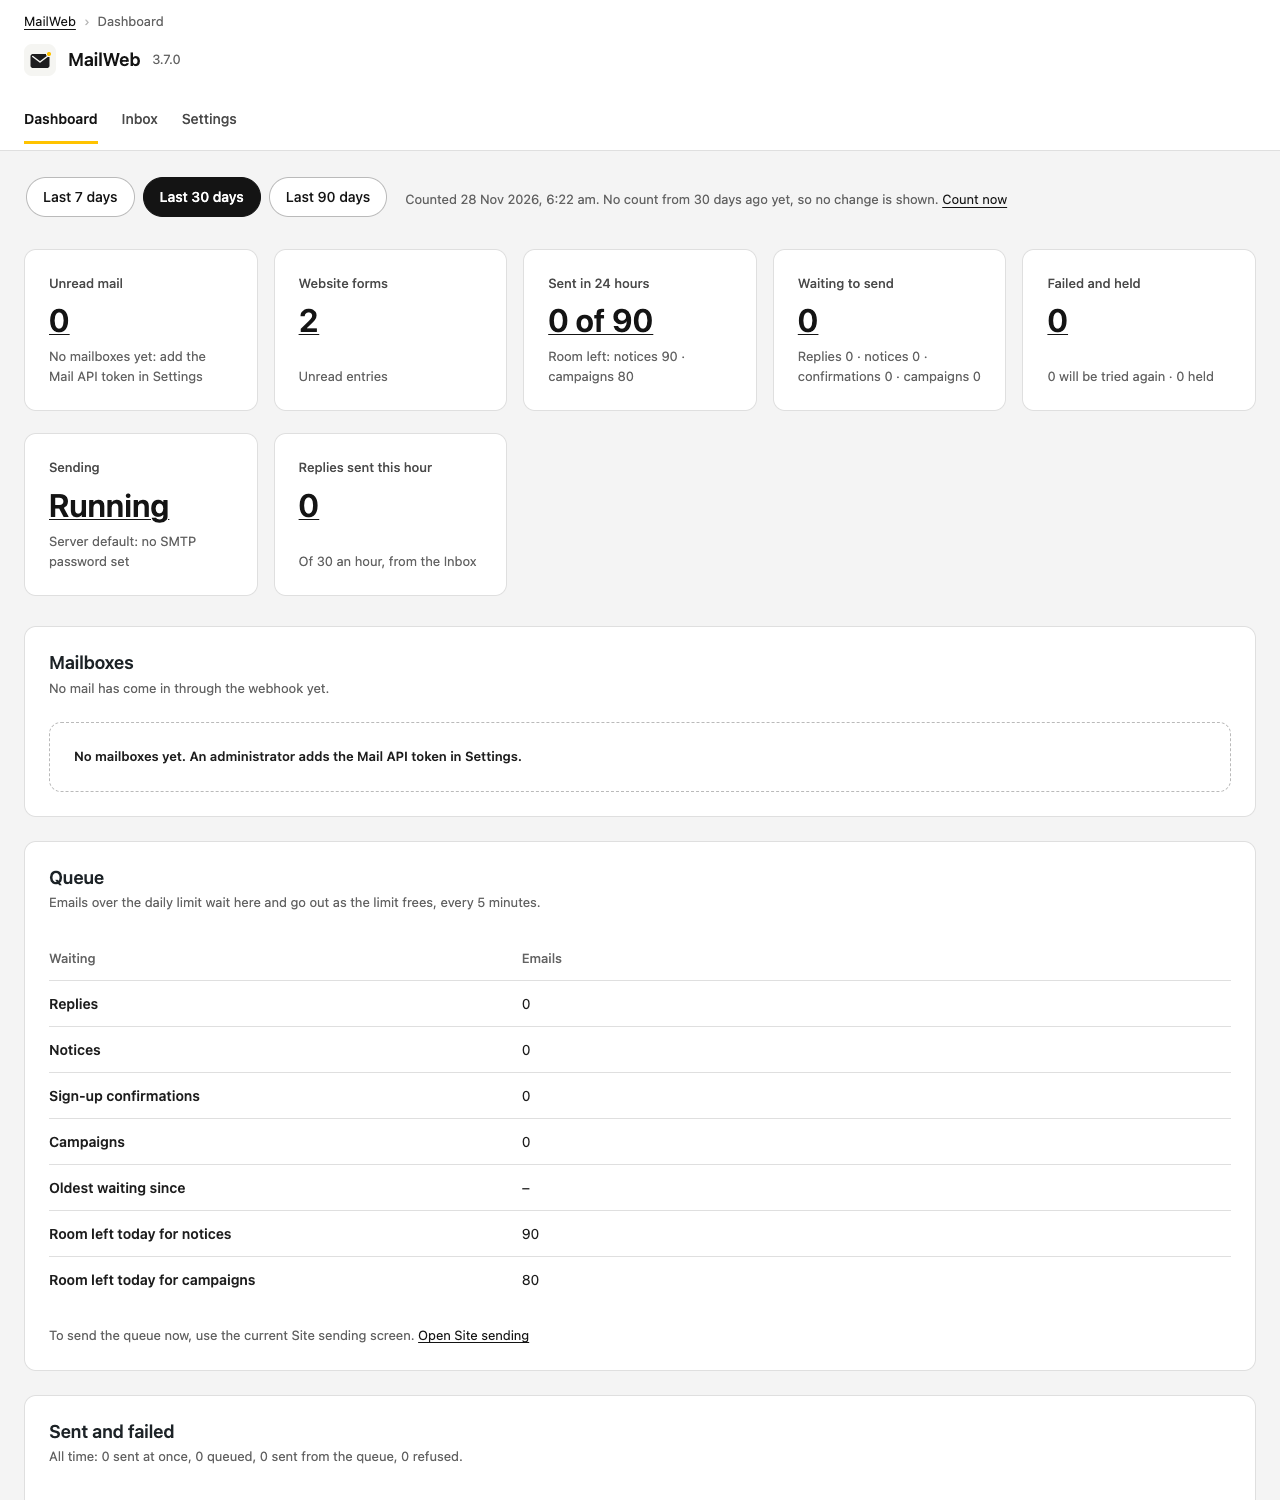 MailWeb › Dashboard
MailWeb 3.7.0
Dashboard Inbox Settings
Last 7 days Last 30 days Last 90 days Counted 28 Nov 2026, 6:22 am. No count from 30 days ago yet, so no change is shown. Count now
Unread mail
0
No mailboxes yet: add the
Mail API token in Settings
Website forms
2
Unread entries
Sent in 24 hours
0 of 90
Room left: notices 90 ·
campaigns 80
Waiting to send
0
Replies 0 · notices 0 ·
confirmations 0 · campaigns 0
Failed and held
0
0 will be tried again · 0 held
Sending
Running
Server default: no SMTP
password set
Replies sent this hour
0
Of 30 an hour, from the Inbox
Mailboxes
No mail has come in through the webhook yet.
No mailboxes yet. An administrator adds the Mail API token in Settings.
Queue
Emails over the daily limit wait here and go out as the limit frees, every 5 minutes.
Waiting Emails
Replies 0
Notices 0
Sign-up confirmations 0
Campaigns 0
Oldest waiting since –
Room left today for notices 90
Room left today for campaigns 80
To send the queue now, use the current Site sending screen. Open Site sending
Sent and failed
All time: 0 sent at once, 0 queued, 0 sent from the queue, 0 refused.